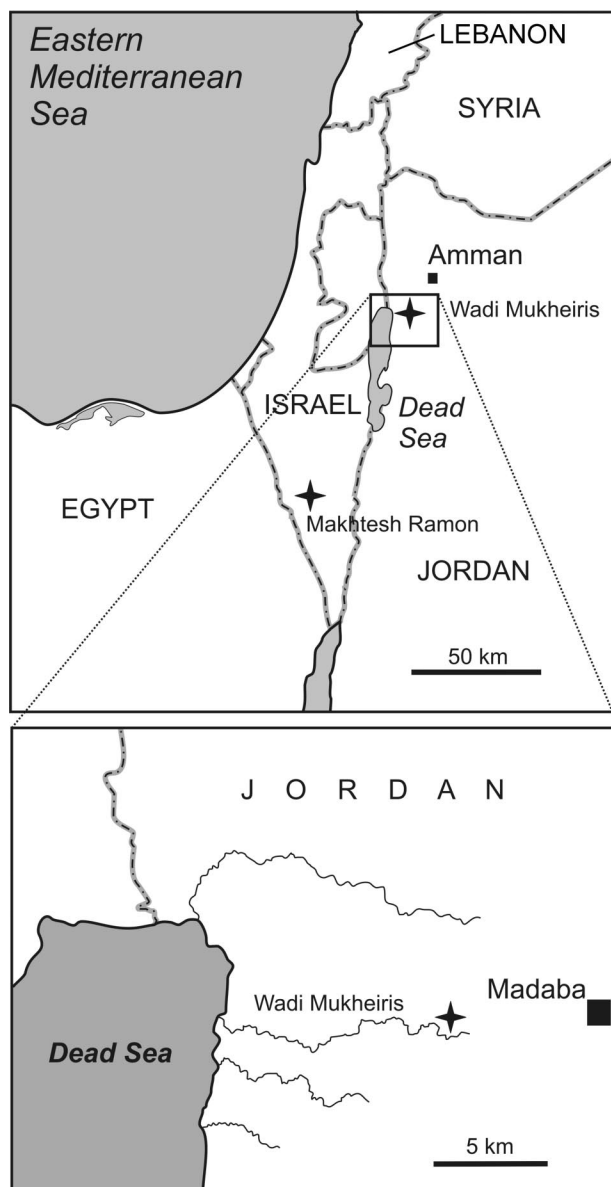 Eastern
Mediterranean
Sea
LEBANON
SYRIA
Amman
Wadi Mukheiris
ISRAEL
Dead
Sea
EGYPT
Makhtesh Ramon
JORDAN
50 km
J O R D A N
Wadi Mukheiris
Madaba
Dead Sea
5 km